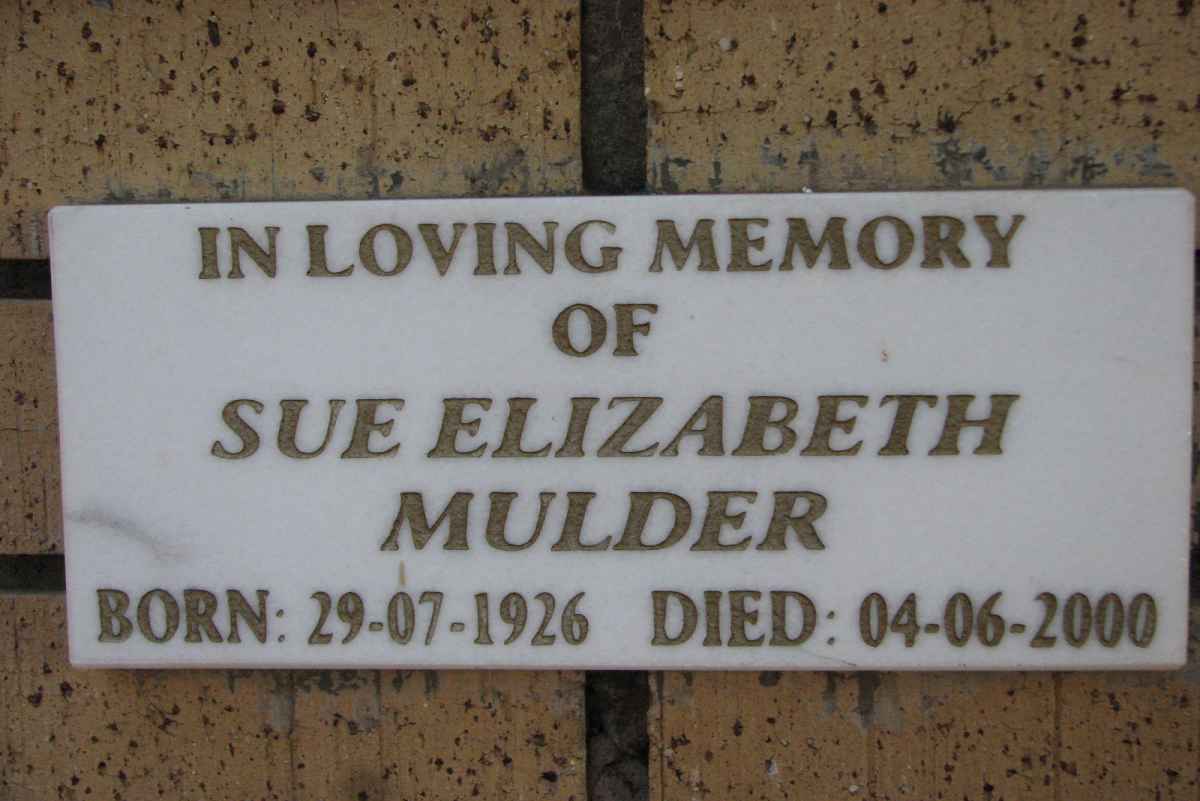 IN LOVING MEMORY
OF
SUE ELIZABETH
MULDER
BORN: 29-07-1926 DIED: 04-06-2000